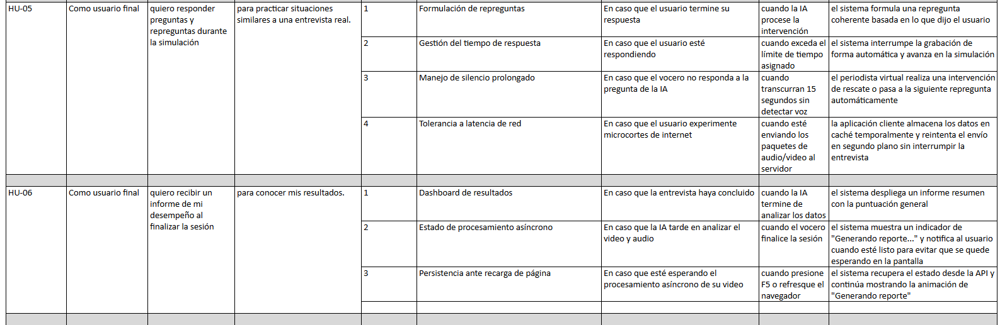 HU-05
Como usuario final
quiero responder
preguntas y
repreguntas durante
la simulación
para practicar situaciones
similares a una entrevista real.
1
Formulación de repreguntas
En caso que el usuario termine su
respuesta
cuando la IA
procese la
intervención
el sistema formula una repregunta
coherente basada en lo que dijo el usuario
2
Gestión del tiempo de respuesta
En caso que el usuario esté
respondiendo
cuando exceda el
límite de tiempo
asignado
el sistema interrumpe la grabación de
forma automática y avanza en la simulación
3
Manejo de silencio prolongado
En caso que el vocero no responda a la
pregunta de la IA
cuando
transcurran 15
segundos sin
detectar voz
el periodista virtual realiza una intervención
de rescate o pasa a la siguiente repregunta
automáticamente
4
Tolerancia a latencia de red
En caso que el usuario experimente
microcortes de internet
cuando esté
enviando los
paquetes de
audio/video al
servidor
la aplicación cliente almacena los datos en
caché temporalmente y reintenta el envío
en segundo plano sin interrumpir la
entrevista
HU-06
Como usuario final
quiero recibir un
informe de mi
desempeño al
finalizar la sesión
para conocer mis resultados.
1
Dashboard de resultados
En caso que la entrevista haya concluido
cuando la IA
termine de
analizar los datos
el sistema despliega un informe resumen
con la puntuación general
2
Estado de procesamiento asíncrono
En caso que la IA tarde en analizar el
video y audio
cuando el vocero
finalice la sesión
el sistema muestra un indicador de
"Generando reporte..." y notifica al usuario
cuando esté listo para evitar que se quede
esperando en la pantalla
3
Persistencia ante recarga de página
En caso que esté esperando el
procesamiento asíncrono de su video
cuando presione
F5 o refresque el
navegador
el sistema recupera el estado desde la API y
continúa mostrando la animación de
"Generando reporte"